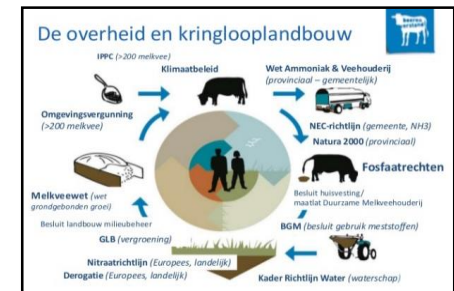 De overheid en kringlooplandbouw
IPPC (>200 melkvee)
Klimaatbeleid
Wet Ammoniak & Veehouderij
(provinciaal – gemeentelijk)
Omgevingsvergunning
(>200 melkvee)
NEC-richtlijn (gemeente, NH3)
Natura 2000 (provinciaal)
Fosfaatrechten
Melkveewet (wet
grondgebonden groei)
Besluit huisvesting/
maatlat Duurzame Melkveehouderij
Besluit landbouw milieubeheer
GLB (vergroening)
BGM (besluit gebruik meststoffen)
Nitraatrichtlijn (Europees, landelijk)
Derogatie (Europees, landelijk)
Kader Richtlijn Water (waterschap)